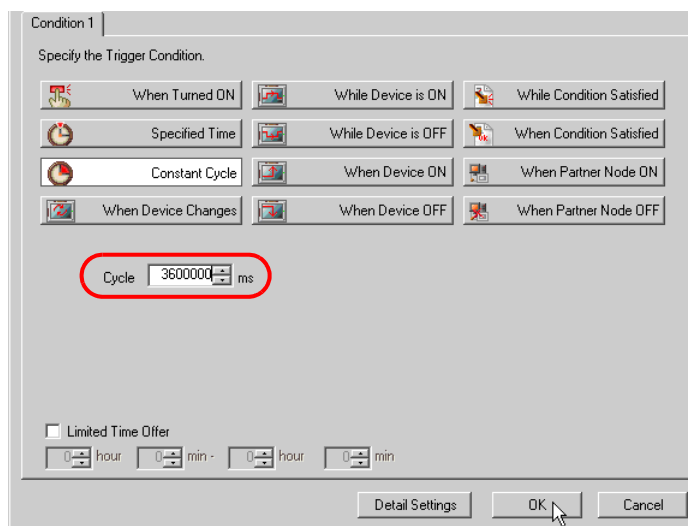 Condition 1
Specify the Trigger Condition.
When Turned ON While Device is ON While Condition Satisfied
Specified Time While Device is OFF When Condition Satisfied
Constant Cycle When Device ON When Partner Node ON
When Device Changes When Device OFF When Partner Node OFF
Cycle 3600000 ms
Limited Time Offer
0 hour 0 min - 0 hour 0 min
Detail Settings OK Cancel